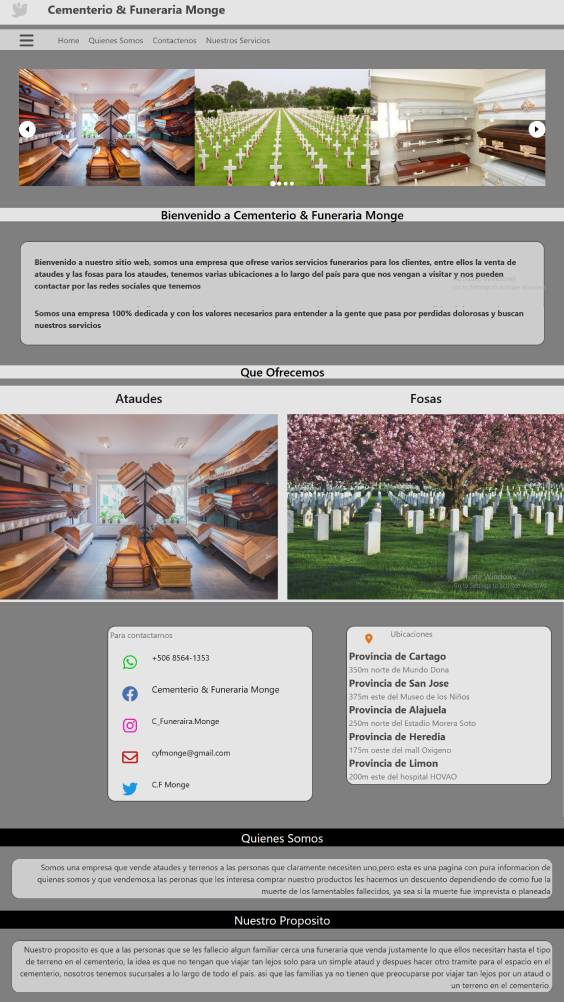 Cementerio & Funeraria Monge
Home Quienes Somos Contactenos Nuestros Servicios
Bienvenido a Cementerio & Funeraria Monge
Bienvenido a nuestro sitio web, somos una empresa que ofrese varios servicios funerarios para los clientes, entre ellos la venta de
ataudes y las fosas para los ataudes, tenemos varias ubicaciones a lo largo del país para que nos vengan a visitar y nos pueden
contactar por las redes sociales que tenemos
Somos una empresa 100% dedicada y con los valores necesarios para entender a la gente que pasa por perdidas dolorosas y buscan
nuestros servicios
Que Ofrecemos
Ataudes
Fosas
Activate Windows
Go to Settings to activate Windows.
Para contactarnos
+506 8564-1353
Cementerio & Funeraria Monge
C_Funeraira.Monge
cyfmonge@gmail.com
C.F Monge
Ubicaciones
Provincia de Cartago
350m norte de Mundo Dona
Provincia de San Jose
375m este del Museo de los Niños
Provincia de Alajuela
250m norte del Estadio Morera Soto
Provincia de Heredia
175m oeste del mall Oxigeno
Provincia de Limon
200m este del hospital HOVAO
Quienes Somos
Somos una empresa que vende ataudes y terrenos a las personas que claramente necesiten uno,pero esta es una pagina con pura informacion de
quienes somos y que vendemos,a las peronas que les interesa comprar nuestro productos les hacemos un descuento dependiendo de como fue la
muerte de los lamentables fallecidos, ya sea si la muerte fue imprevista o planeada
Nuestro Proposito
Nuestro proposito es que a las personas que se les fallecio algun familiar cerca una funeraria que venda justamente lo que ellos necesitan hasta el tipo
de terreno en el cementerio, la idea es que no tengan que viajar tan lejos solo para un simple ataud y despues hacer otro tramite para el espacio en el
cementerio, nosotros tenemos sucursales a lo largo de todo el pais. asi que las familias ya no tienen que preocuparse por viajar tan lejos por un ataud o
un terreno en el cementerio.